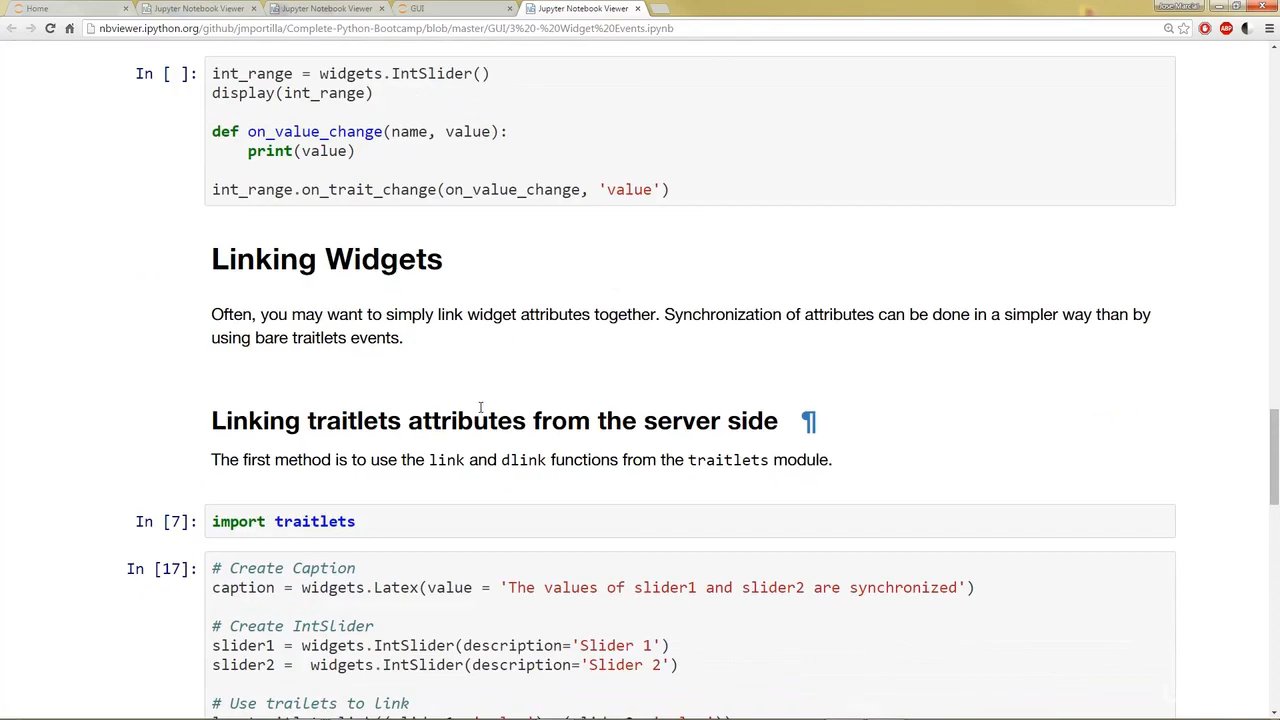 Home
Jupyter Notebook Viewer
Jupyter Notebook Viewer
GUI
Jupyter Notebook Viewer
Jose Marcia
nbviewer.ipython.org/github/jmportilla/Complete-Python-Bootcamp/blob/master/GUI/3%20-%20Widget%20Events.ipynb
In [ ]:
int_range = widgets.IntSlider()
display(int_range)
def on_value_change(name, value):
    print(value)
int_range.on_trait_change(on_value_change, 'value')
Linking Widgets
Often, you may want to simply link widget attributes together. Synchronization of attributes can be done in a simpler way than by
using bare traitlets events.
Linking traitlets attributes from the server side ¶
The first method is to use the link and dlink functions from the traitlets module.
In [7]: import traitlets
In [17]: # Create Caption
caption = widgets.Latex(value = 'The values of slider1 and slider2 are synchronized')
# Create IntSlider
slider1 = widgets.IntSlider(description='Slider 1')
slider2 =  widgets.IntSlider(description='Slider 2')
# Use trailets to link